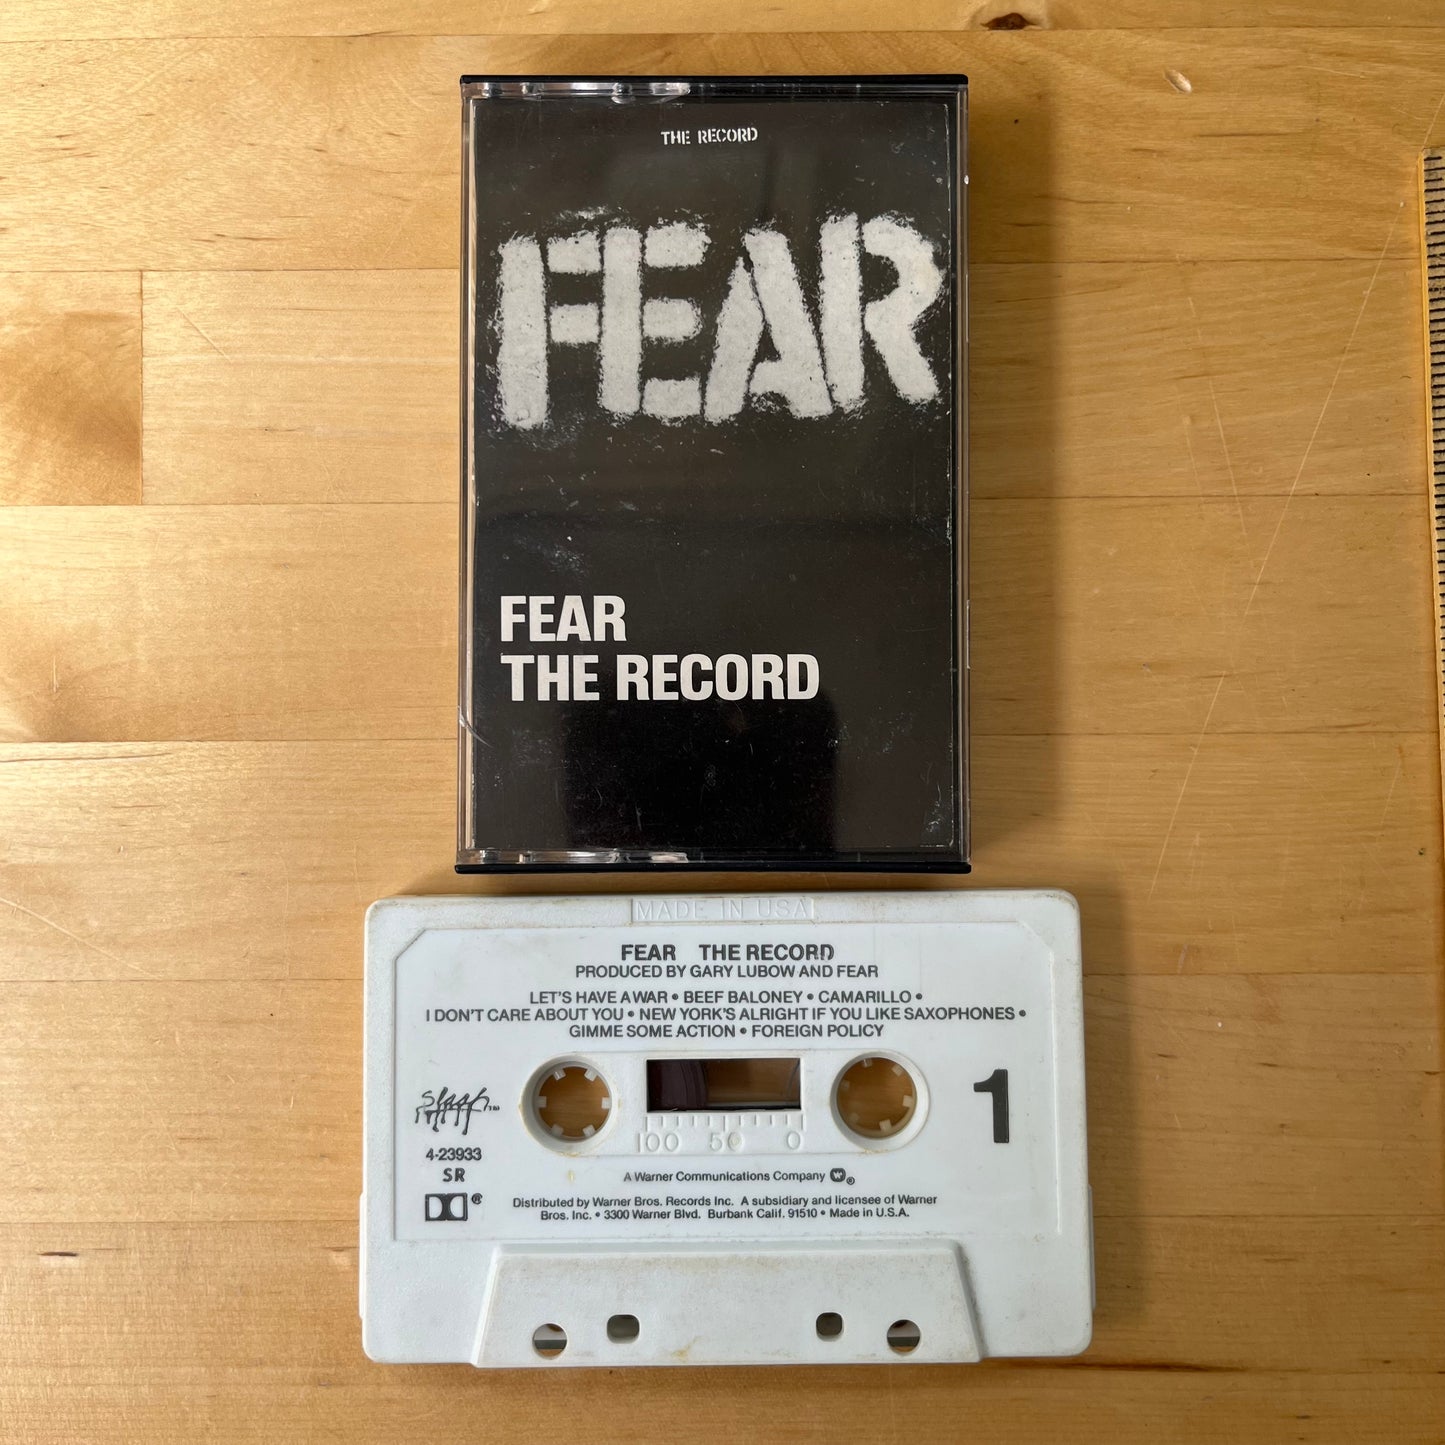 THE RECORD
FEAR
FEAR
THE RECORD
MADE IN USA
FEAR THE RECORD
PRODUCED BY GARY LUBOW AND FEAR
LET'S HAVE A WAR • BEEF BALONEY • CAMARILLO •
I DON'T CARE ABOUT YOU • NEW YORK'S ALRIGHT IF YOU LIKE SAXOPHONES •
GIMME SOME ACTION • FOREIGN POLICY
slash TM
1
100 50 0
4-23933
SR
A Warner Communications Company W ®
®
Distributed by Warner Bros. Records Inc. A subsidiary and licensee of Warner
Bros. Inc. • 3300 Warner Blvd. Burbank Calif. 91510 • Made in U.S.A.